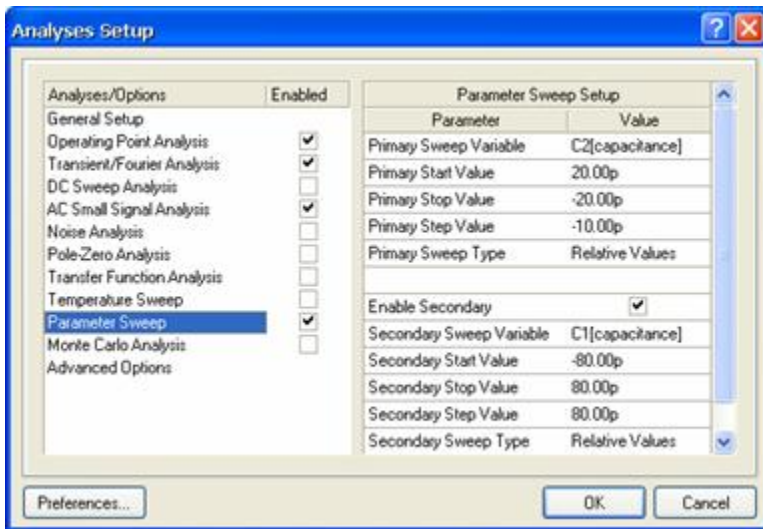 Analyses Setup
Analyses/Options Enabled
General Setup
Operating Point Analysis
Transient/Fourier Analysis
DC Sweep Analysis
AC Small Signal Analysis
Noise Analysis
Pole-Zero Analysis
Transfer Function Analysis
Temperature Sweep
Parameter Sweep
Monte Carlo Analysis
Advanced Options
Parameter Sweep Setup
Parameter Value
Primary Sweep Variable C2[capacitance]
Primary Start Value 20.00p
Primary Stop Value -20.00p
Primary Step Value -10.00p
Primary Sweep Type Relative Values
Enable Secondary
Secondary Sweep Variable C1[capacitance]
Secondary Start Value -80.00p
Secondary Stop Value 80.00p
Secondary Step Value 80.00p
Secondary Sweep Type Relative Values
Preferences... OK Cancel